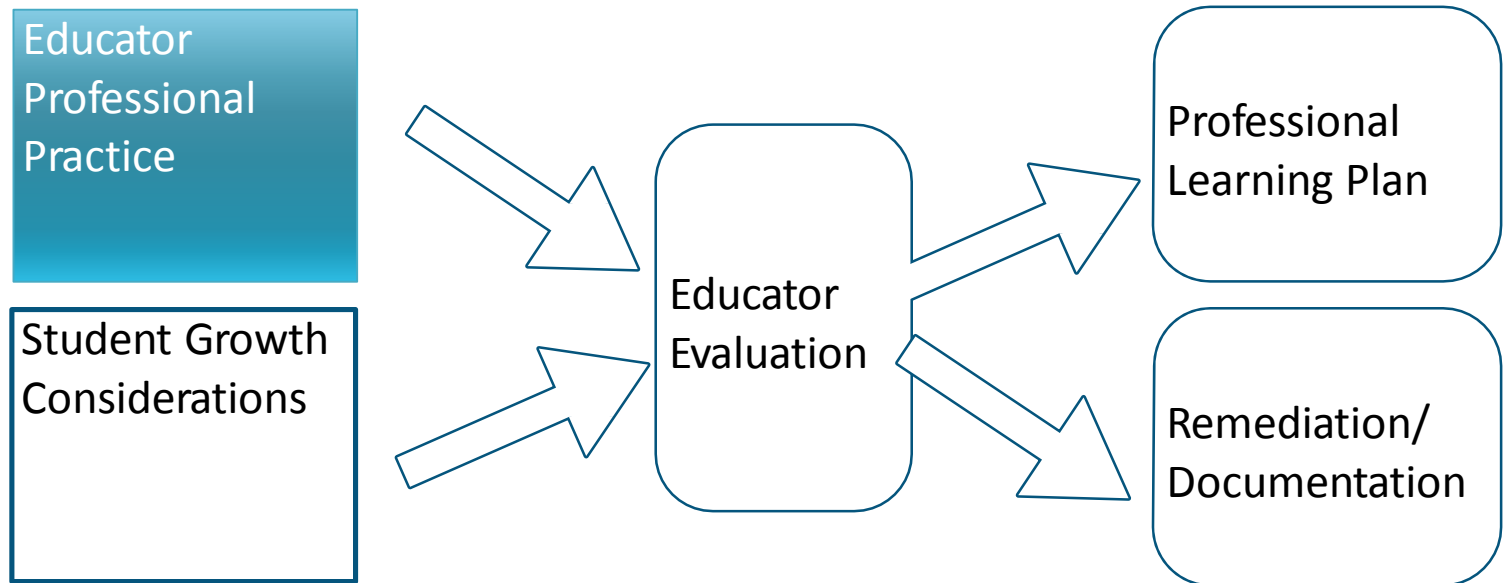 Educator
Professional
Practice
Student Growth
Considerations
Educator
Evaluation
Professional
Learning Plan
Remediation/
Documentation